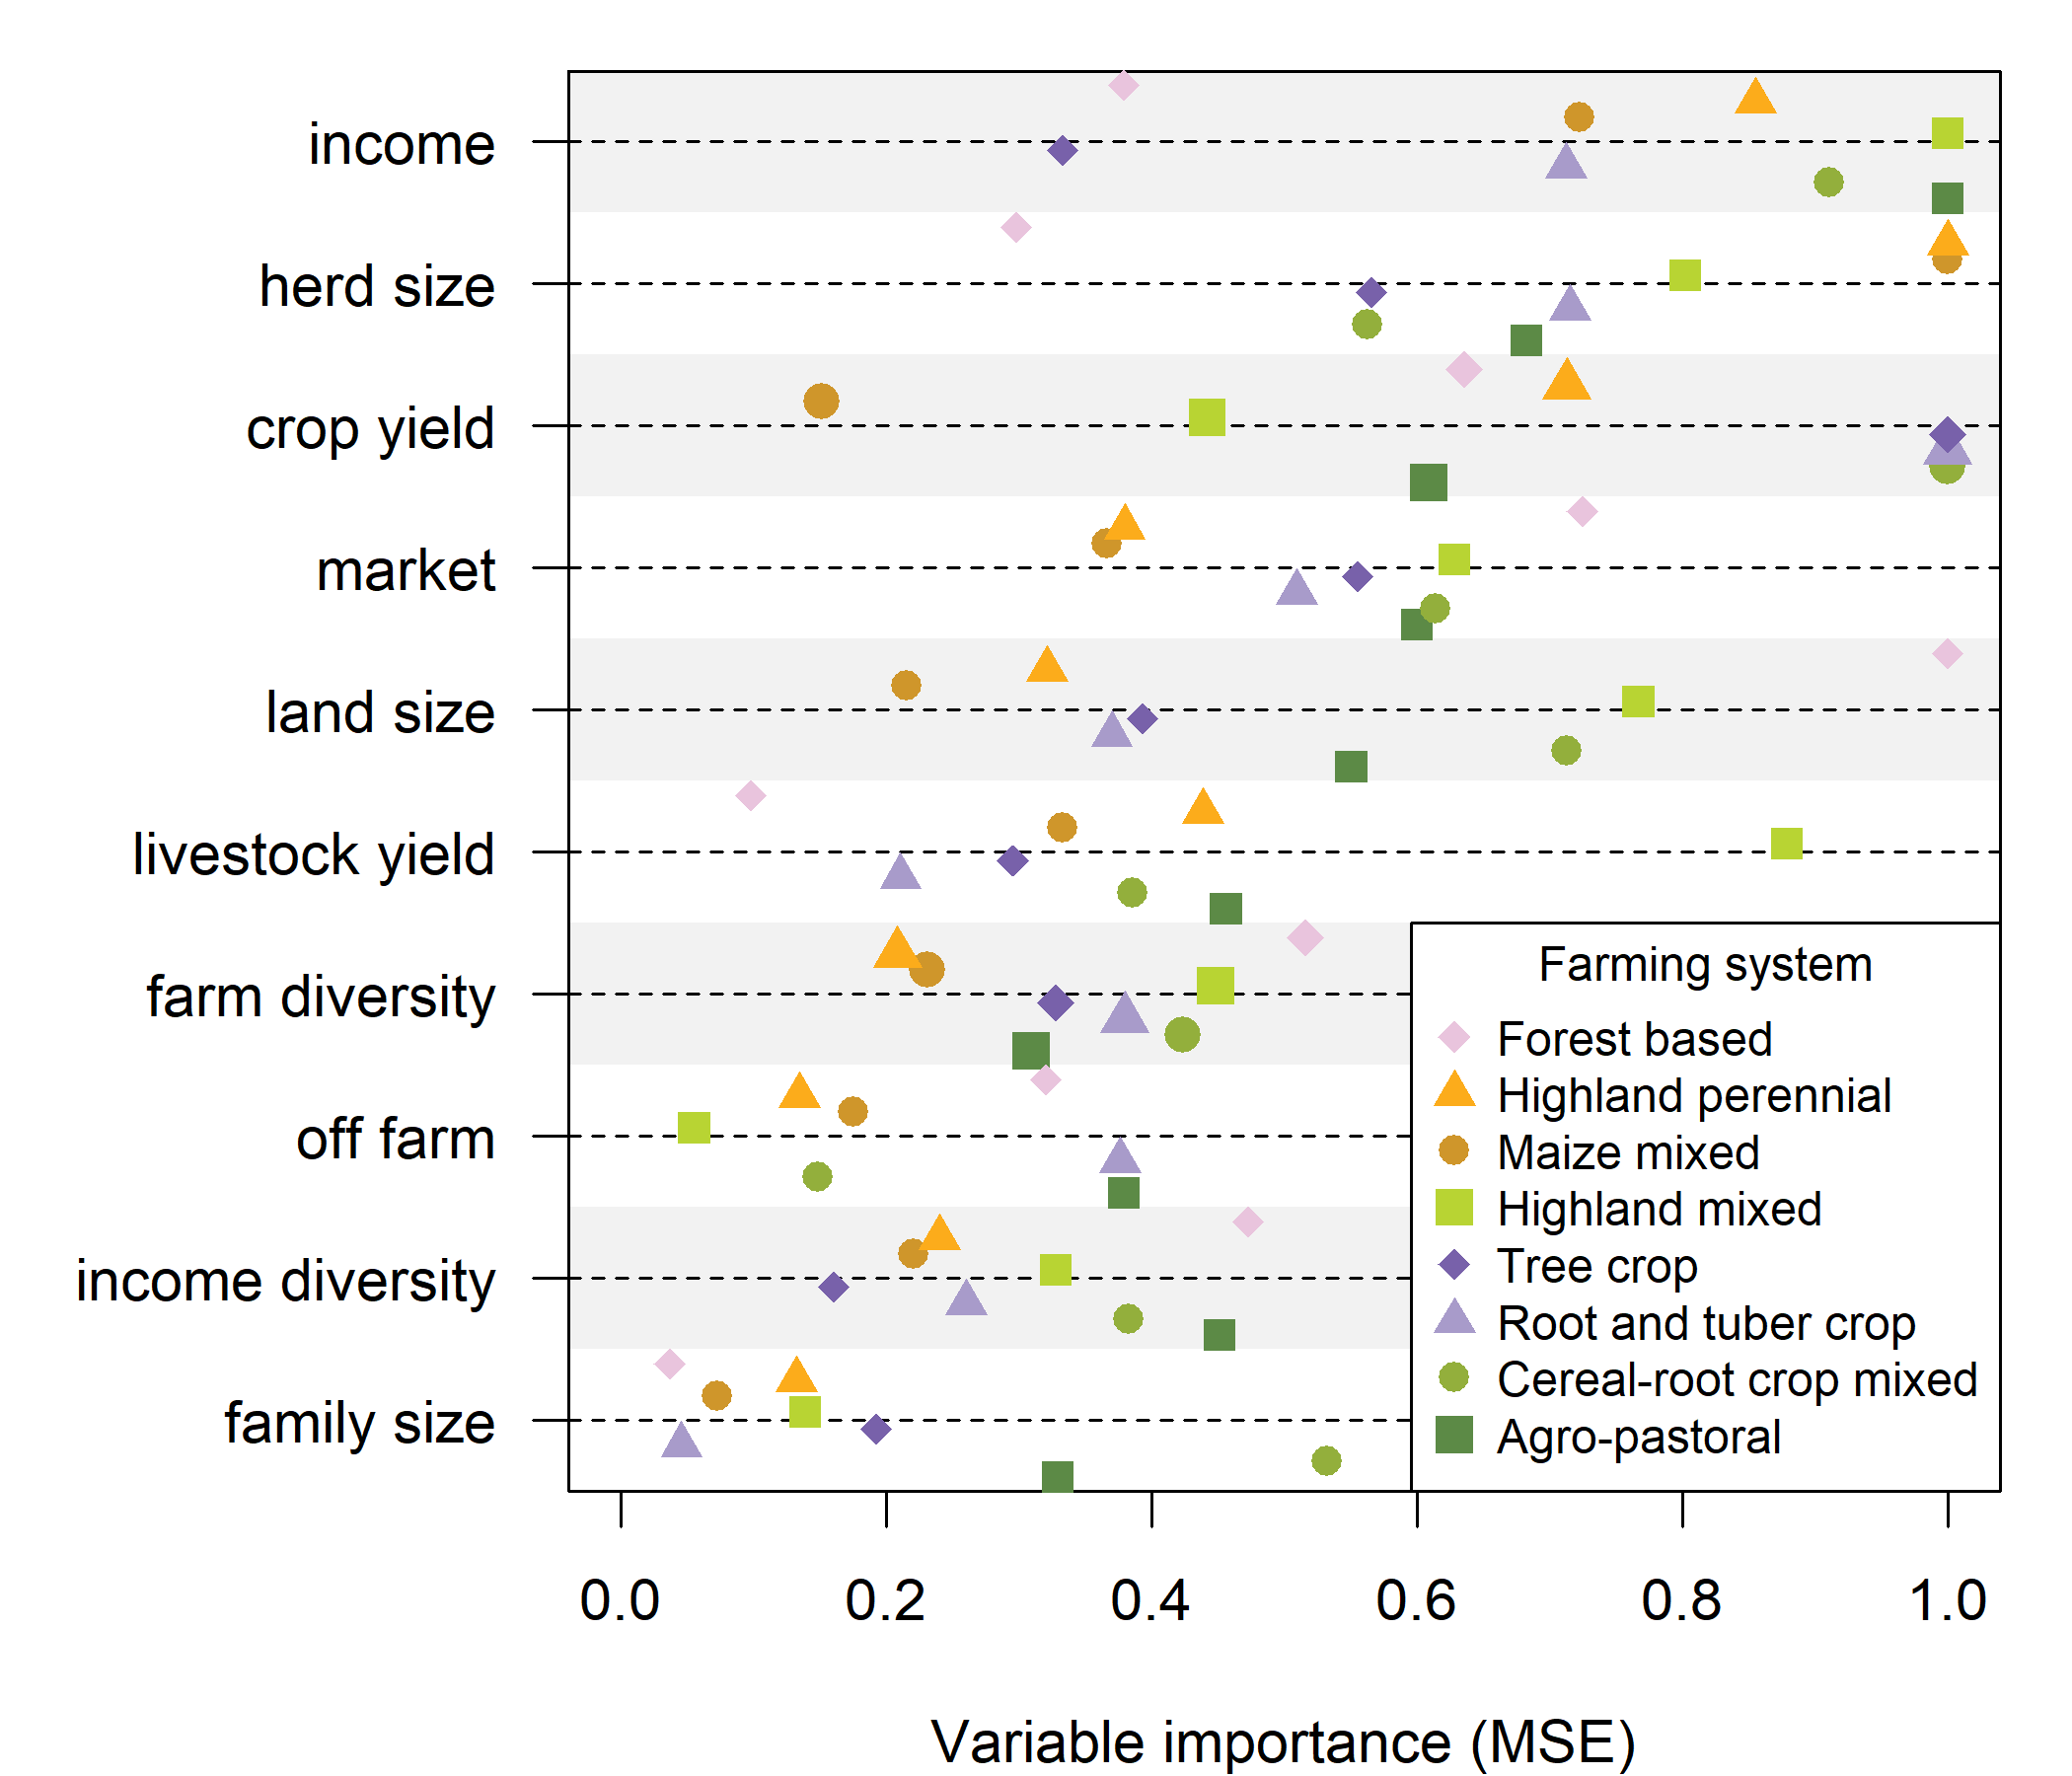 income
herd size
crop yield
market
land size
livestock yield
farm diversity
off farm
income diversity
family size
Farming system
Forest based
Highland perennial
Maize mixed
Highland mixed
Tree crop
Root and tuber crop
Cereal-root crop mixed
Agro-pastoral
0.0 0.2 0.4 0.6 0.8 1.0
Variable importance (MSE)